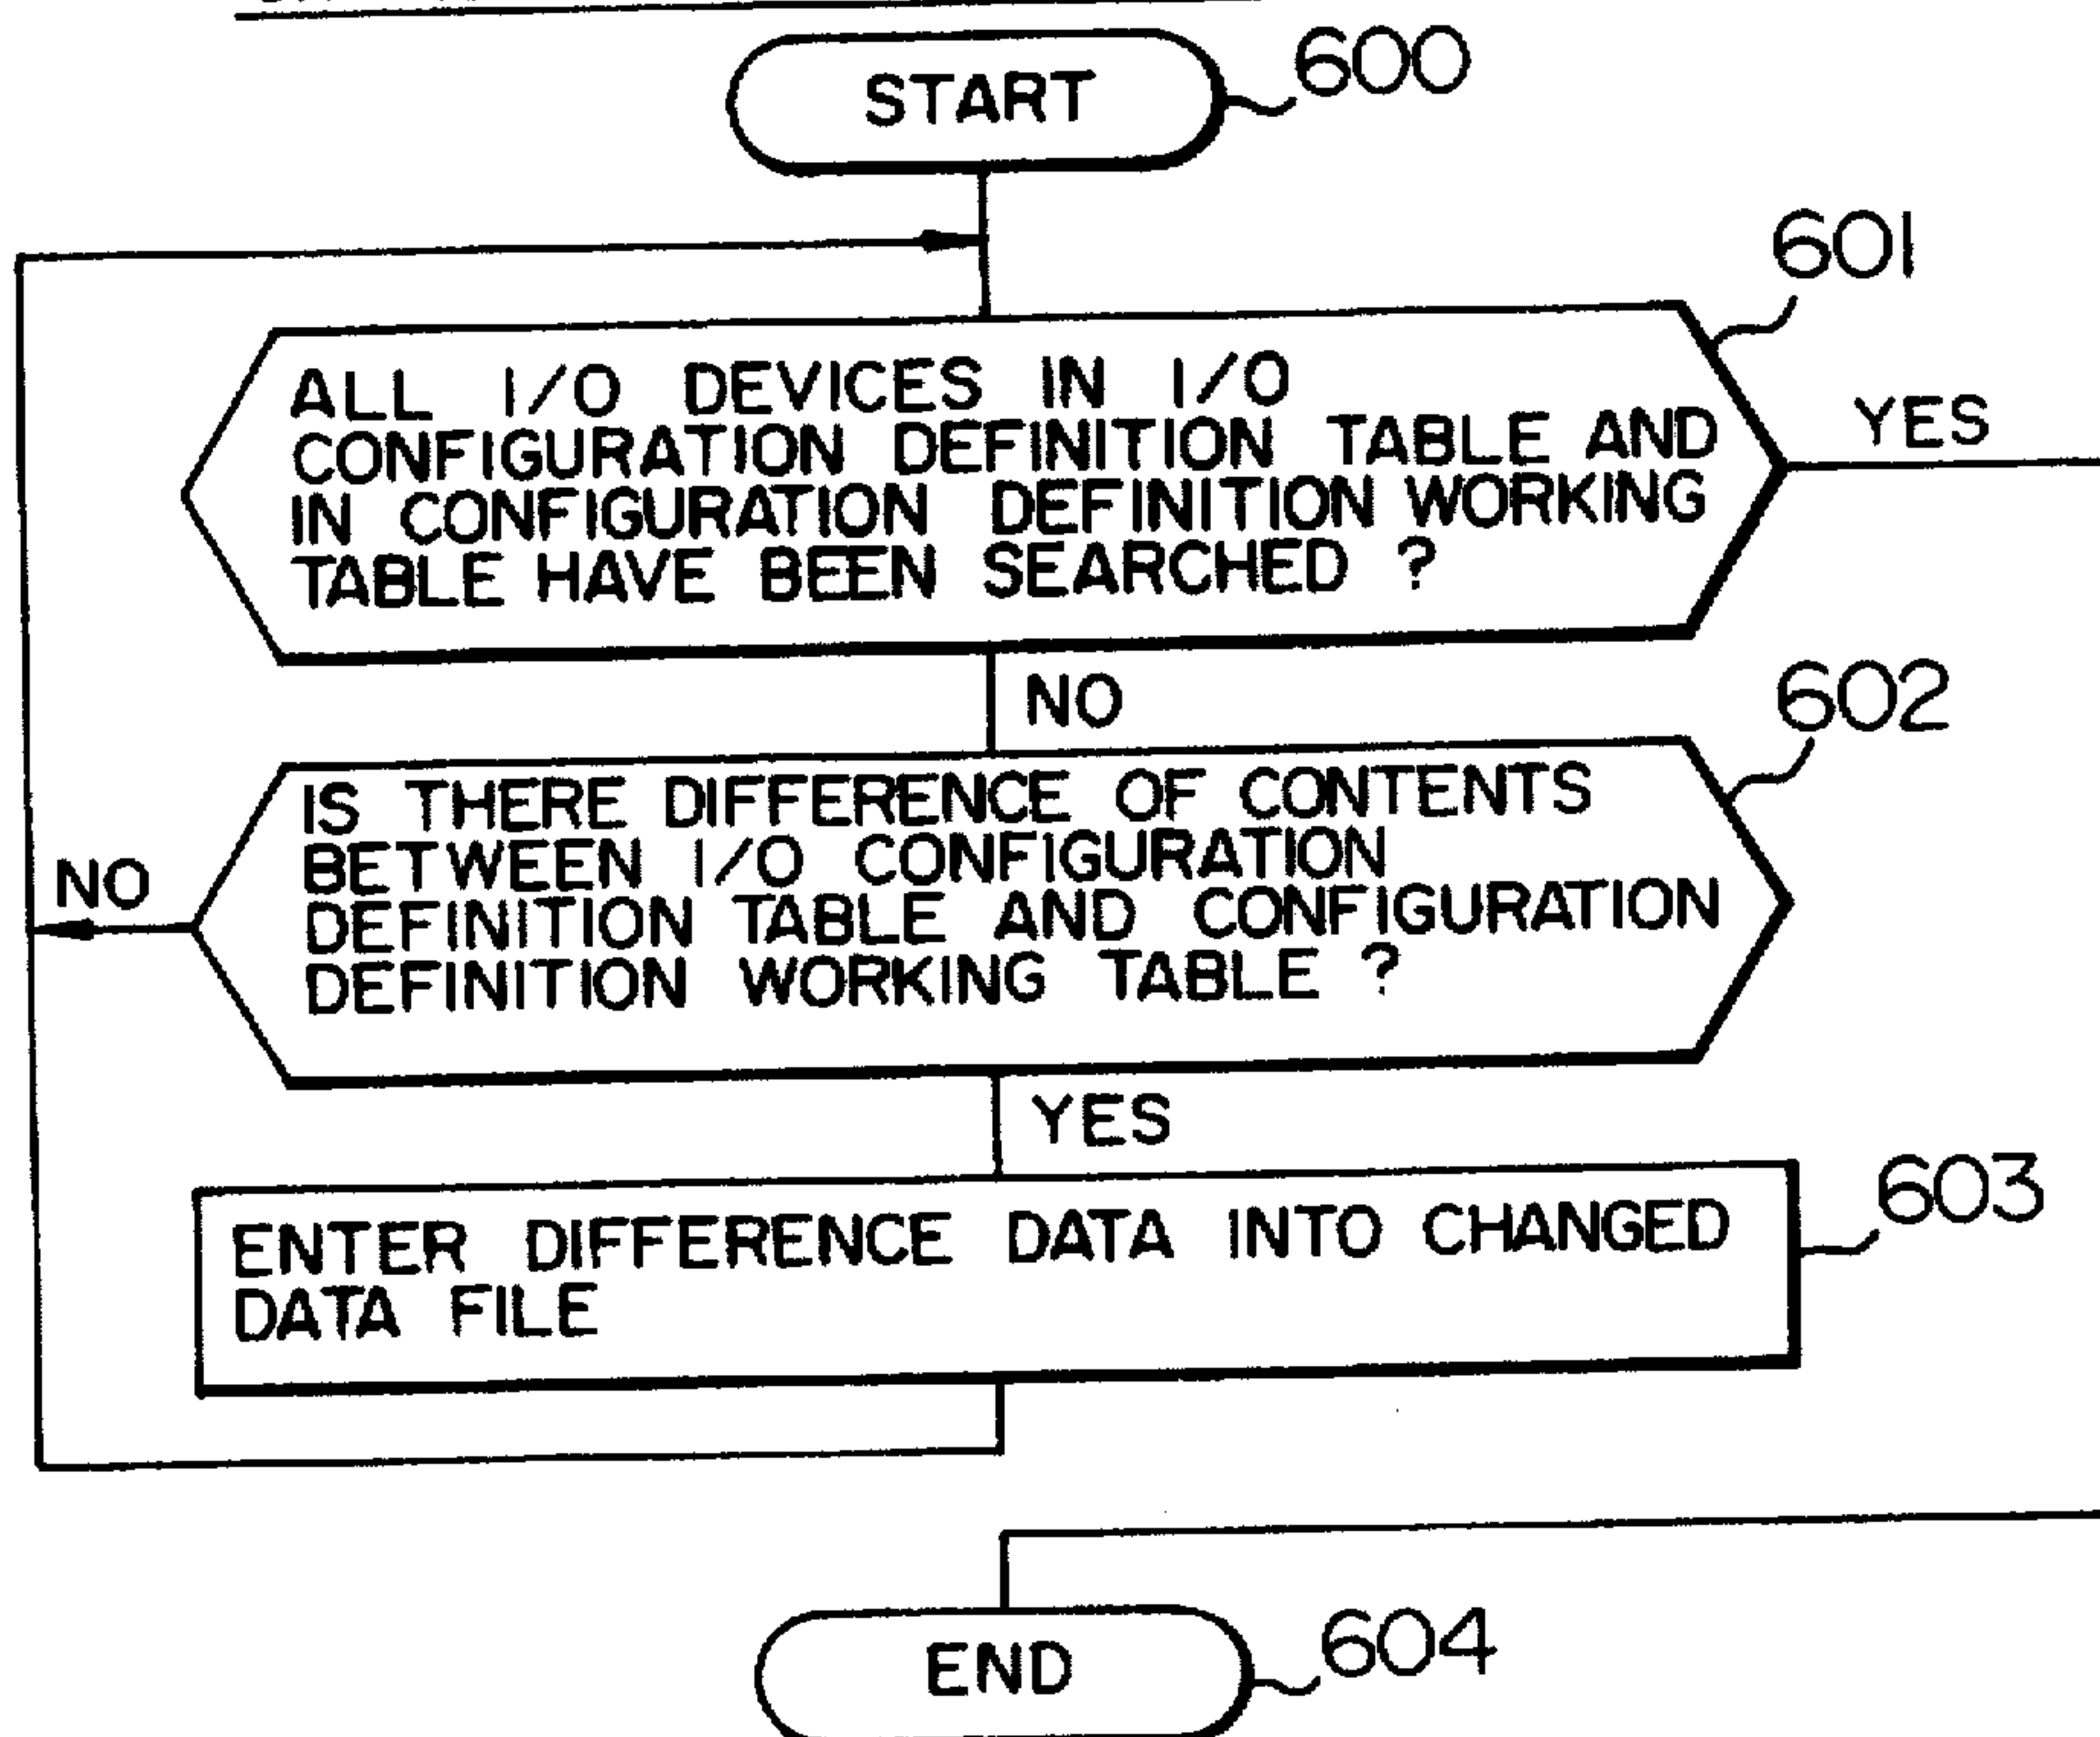 START
600
601
ALL I/O DEVICES IN I/O
CONFIGURATION DEFINITION TABLE AND
IN CONFIGURATION DEFINITION WORKING
TABLE HAVE BEEN SEARCHED ?
YES
NO
602
IS THERE DIFFERENCE OF CONTENTS
BETWEEN I/O CONFIGURATION
DEFINITION TABLE AND CONFIGURATION
DEFINITION WORKING TABLE ?
NO
YES
603
ENTER DIFFERENCE DATA INTO CHANGED
DATA FILE
END
604